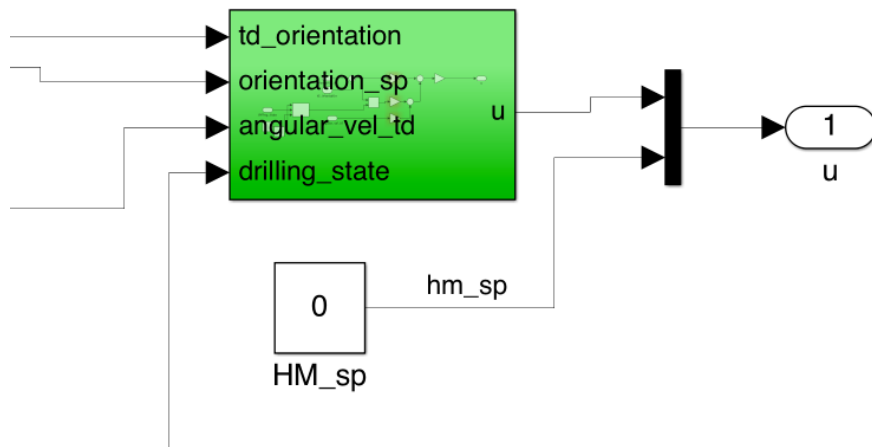 td_orientation
orientation_sp
angular_vel_td
drilling_state
u
1
u
0
hm_sp
HM_sp